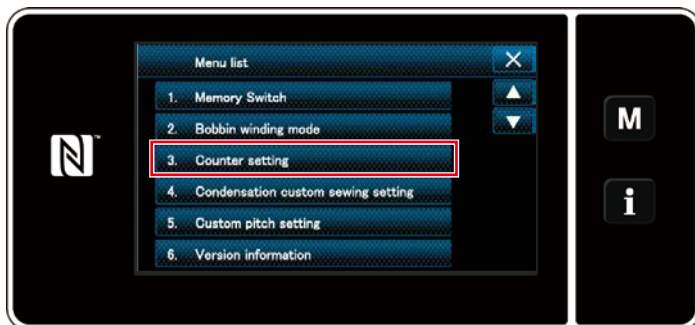 Menu list
1. Memory Switch
2. Bobbin winding mode
3. Counter setting
4. Condensation custom sewing setting
5. Custom pitch setting
6. Version information
M
i